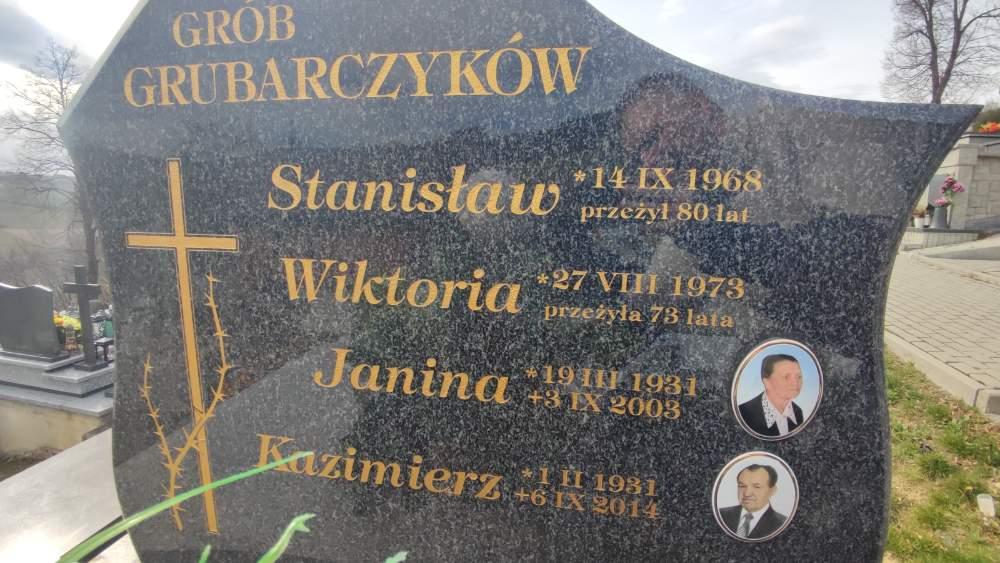 GRÓB
GRUBARCZYKÓW
Stanisław *14 IX 1968
przeżył 80 lat
Wiktoria *27 VIII 1973
przeżyła 73 lata
Janina *19 III 1931
+3 IX 2003
Kazimierz *1 II 1931
+6 IX 2014